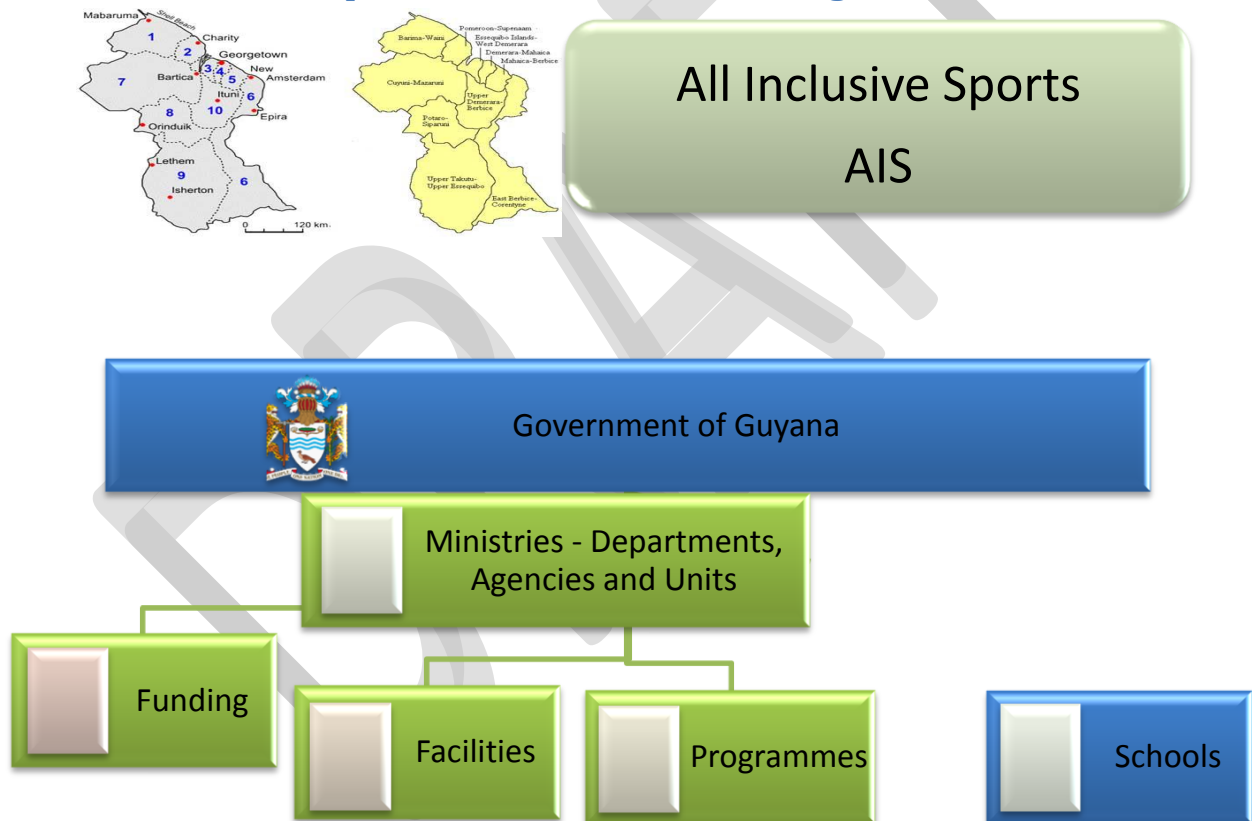 Mabaruma
Shell Beach
1
2
Charity
Georgetown
3
4
5
New
Amsterdam
7
Bartica
Ituni
6
8
10
Epira
Orinduik
Lethem
9
6
Isherton
0 120 km.
Pomeroon-Supenaam
Barima-Waini
Essequibo Islands-
West Demerara
Demerara-Mahaica
Mahaica-Berbice
Cuyuni-Mazaruni
Upper
Demerara-
Berbice
Potaro-
Siparuni
Upper Takutu-
Upper Essequibo
East Berbice-
Corentyne
All Inclusive Sports
AIS
Government of Guyana
Ministries - Departments,
Agencies and Units
Funding
Facilities
Programmes
Schools